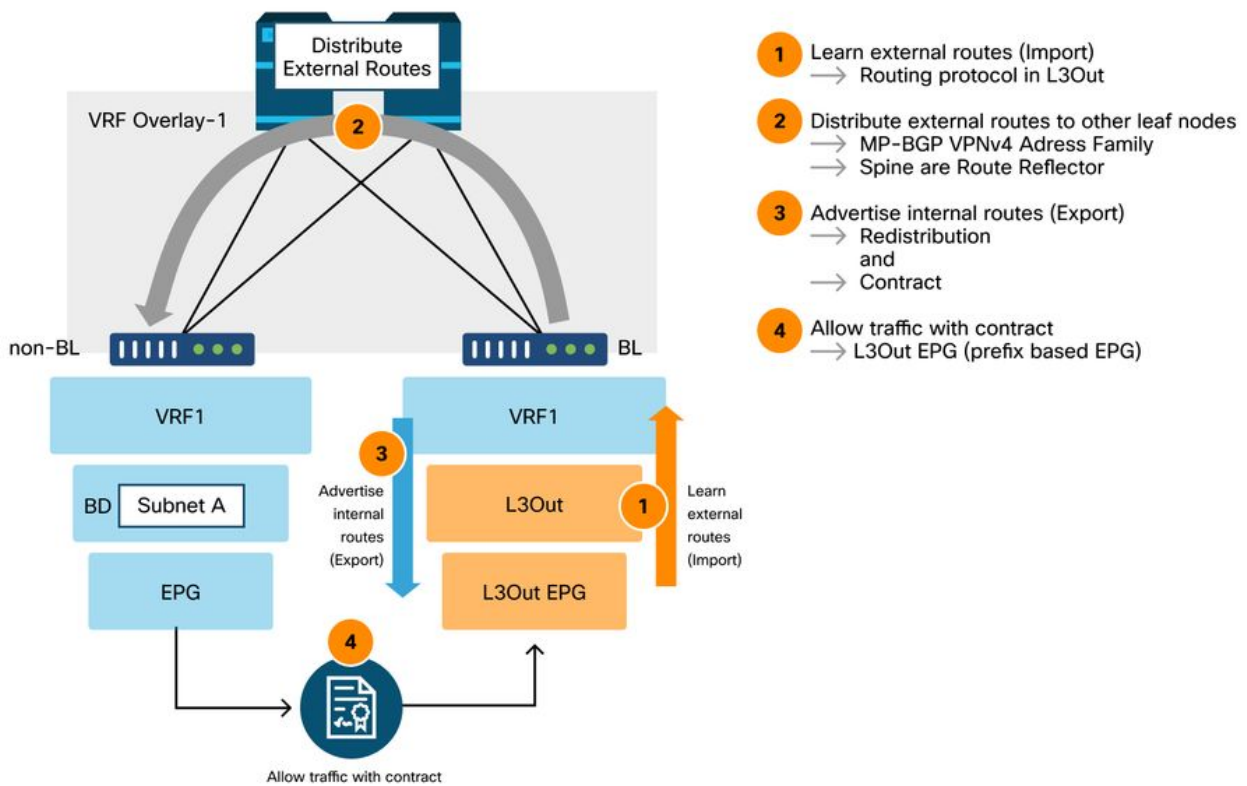 Distribute
External Routes
VRF Overlay-1
2
non-BL
BL
VRF1
VRF1
3
Advertise
internal
routes
(Export)
BD
Subnet A
L3Out
1
Learn
external
routes
(Import)
EPG
L3Out EPG
4
Allow traffic with contract
1
Learn external routes (Import)
→ Routing protocol in L3Out
2
Distribute external routes to other leaf nodes
→ MP-BGP VPNv4 Adress Family
→ Spine are Route Reflector
3
Advertise internal routes (Export)
→ Redistribution
and
→ Contract
4
Allow traffic with contract
→ L3Out EPG (prefix based EPG)